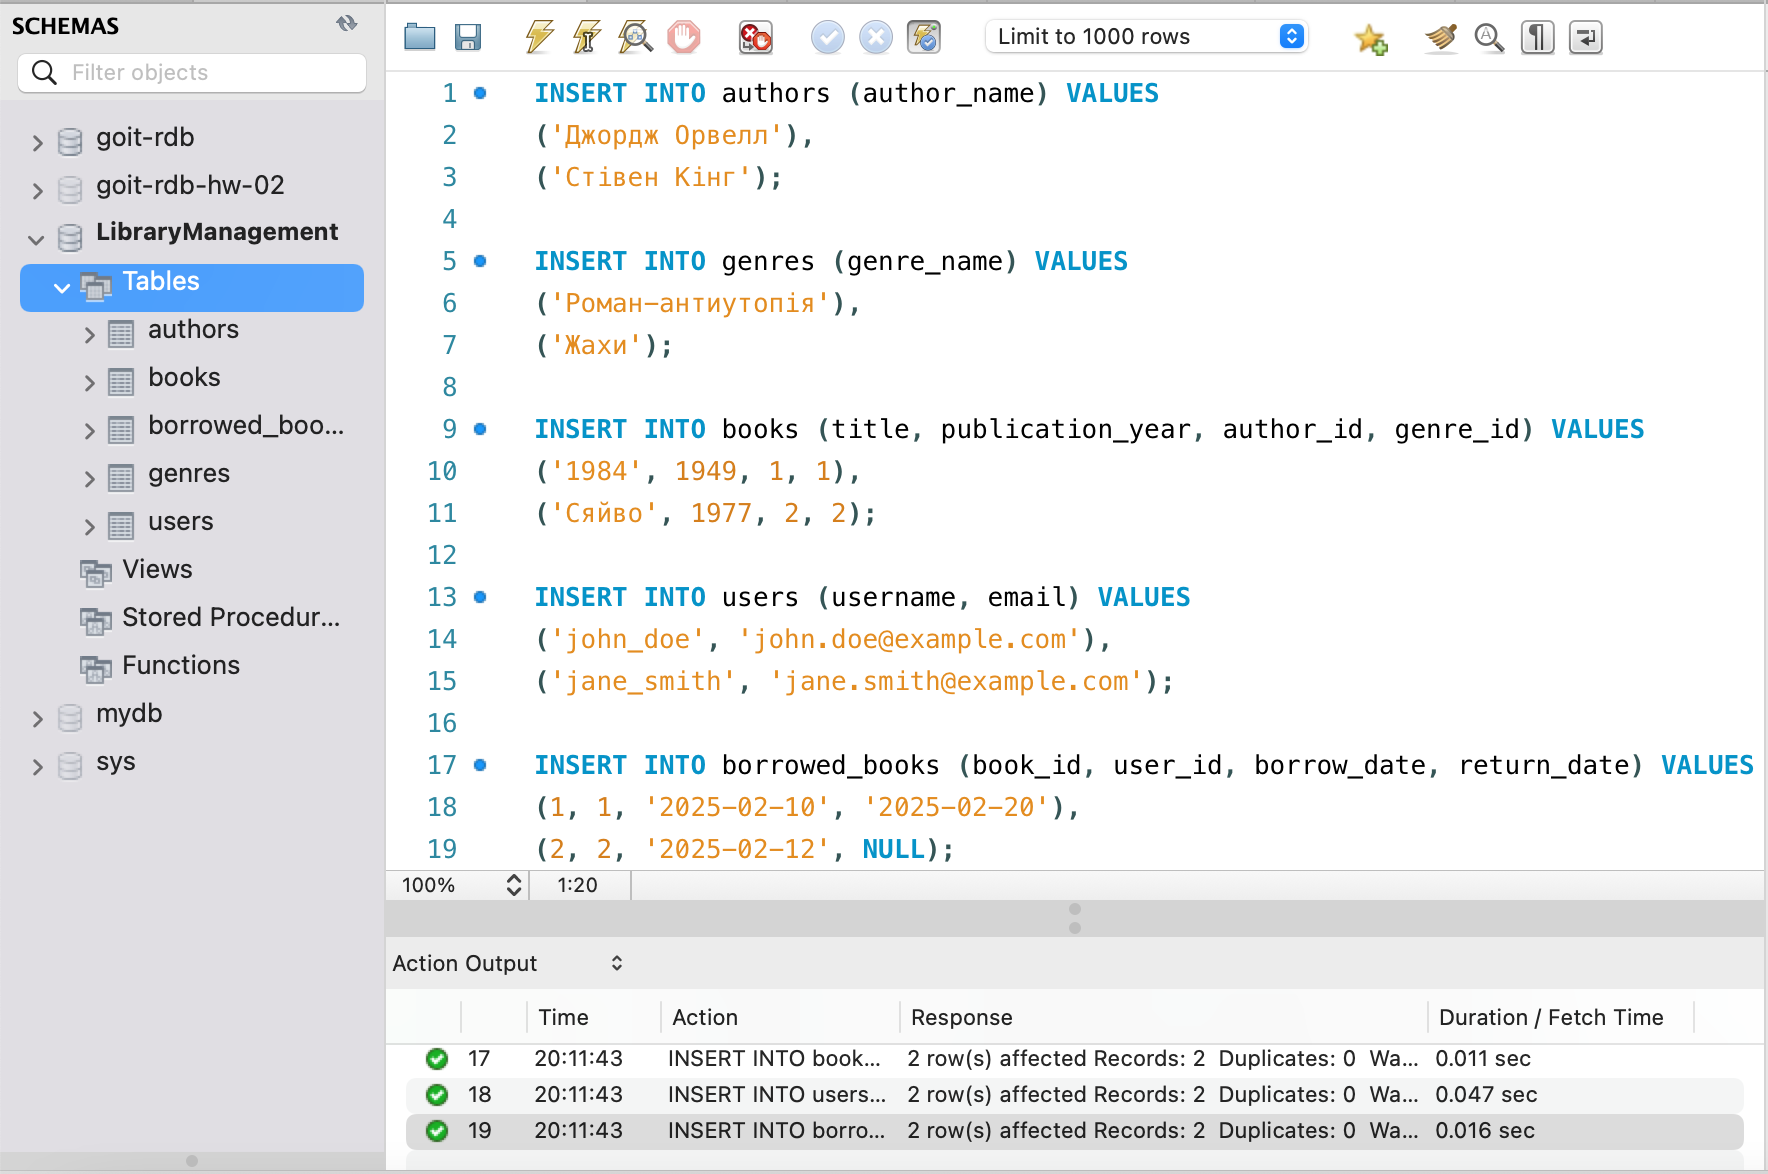 SCHEMAS
Filter objects
goit-rdb
goit-rdb-hw-02
LibraryManagement
Tables
authors
books
borrowed_boo...
genres
users
Views
Stored Procedur...
Functions
mydb
sys
Limit to 1000 rows
1 INSERT INTO authors (author_name) VALUES
2 ('Джордж Орвелл'),
3 ('Стівен Кінг');
4
5 INSERT INTO genres (genre_name) VALUES
6 ('Роман-антиутопія'),
7 ('Жахи');
8
9 INSERT INTO books (title, publication_year, author_id, genre_id) VALUES
10 ('1984', 1949, 1, 1),
11 ('Сяйво', 1977, 2, 2);
12
13 INSERT INTO users (username, email) VALUES
14 ('john_doe', 'john.doe@example.com'),
15 ('jane_smith', 'jane.smith@example.com');
16
17 INSERT INTO borrowed_books (book_id, user_id, borrow_date, return_date) VALUES
18 (1, 1, '2025-02-10', '2025-02-20'),
19 (2, 2, '2025-02-12', NULL);
100% 1:20
Action Output
Time Action Response Duration / Fetch Time
17 20:11:43 INSERT INTO book... 2 row(s) affected Records: 2 Duplicates: 0 Wa... 0.011 sec
18 20:11:43 INSERT INTO users... 2 row(s) affected Records: 2 Duplicates: 0 Wa... 0.047 sec
19 20:11:43 INSERT INTO borro... 2 row(s) affected Records: 2 Duplicates: 0 Wa... 0.016 sec